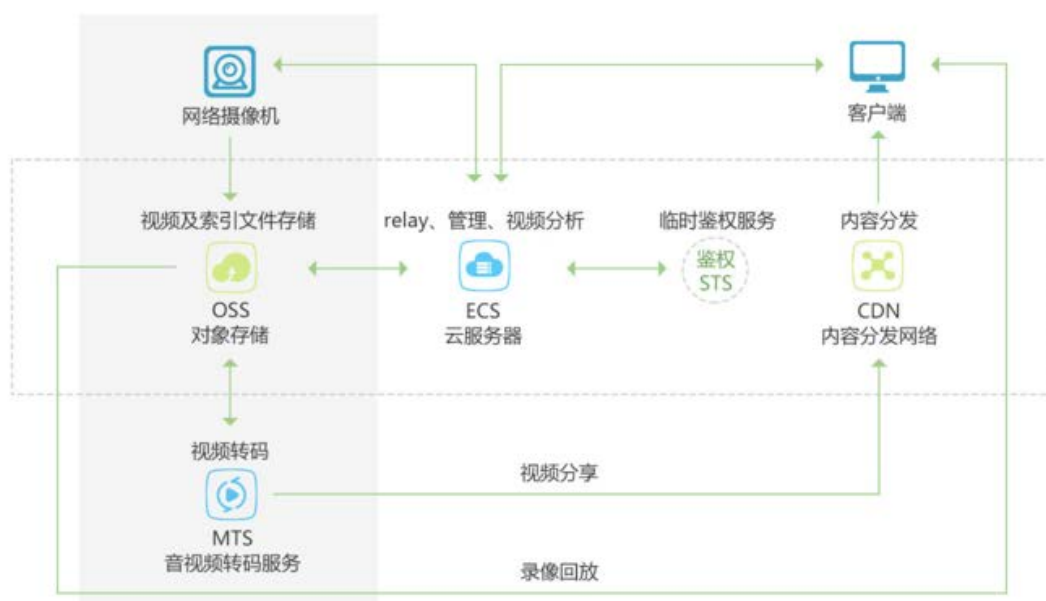 网络摄像机
客户端
视频及索引文件存储
relay、管理、视频分析
临时鉴权服务
内容分发
鉴权
STS
OSS
对象存储
ECS
云服务器
CDN
内容分发网络
视频转码
视频分享
MTS
音视频转码服务
录像回放